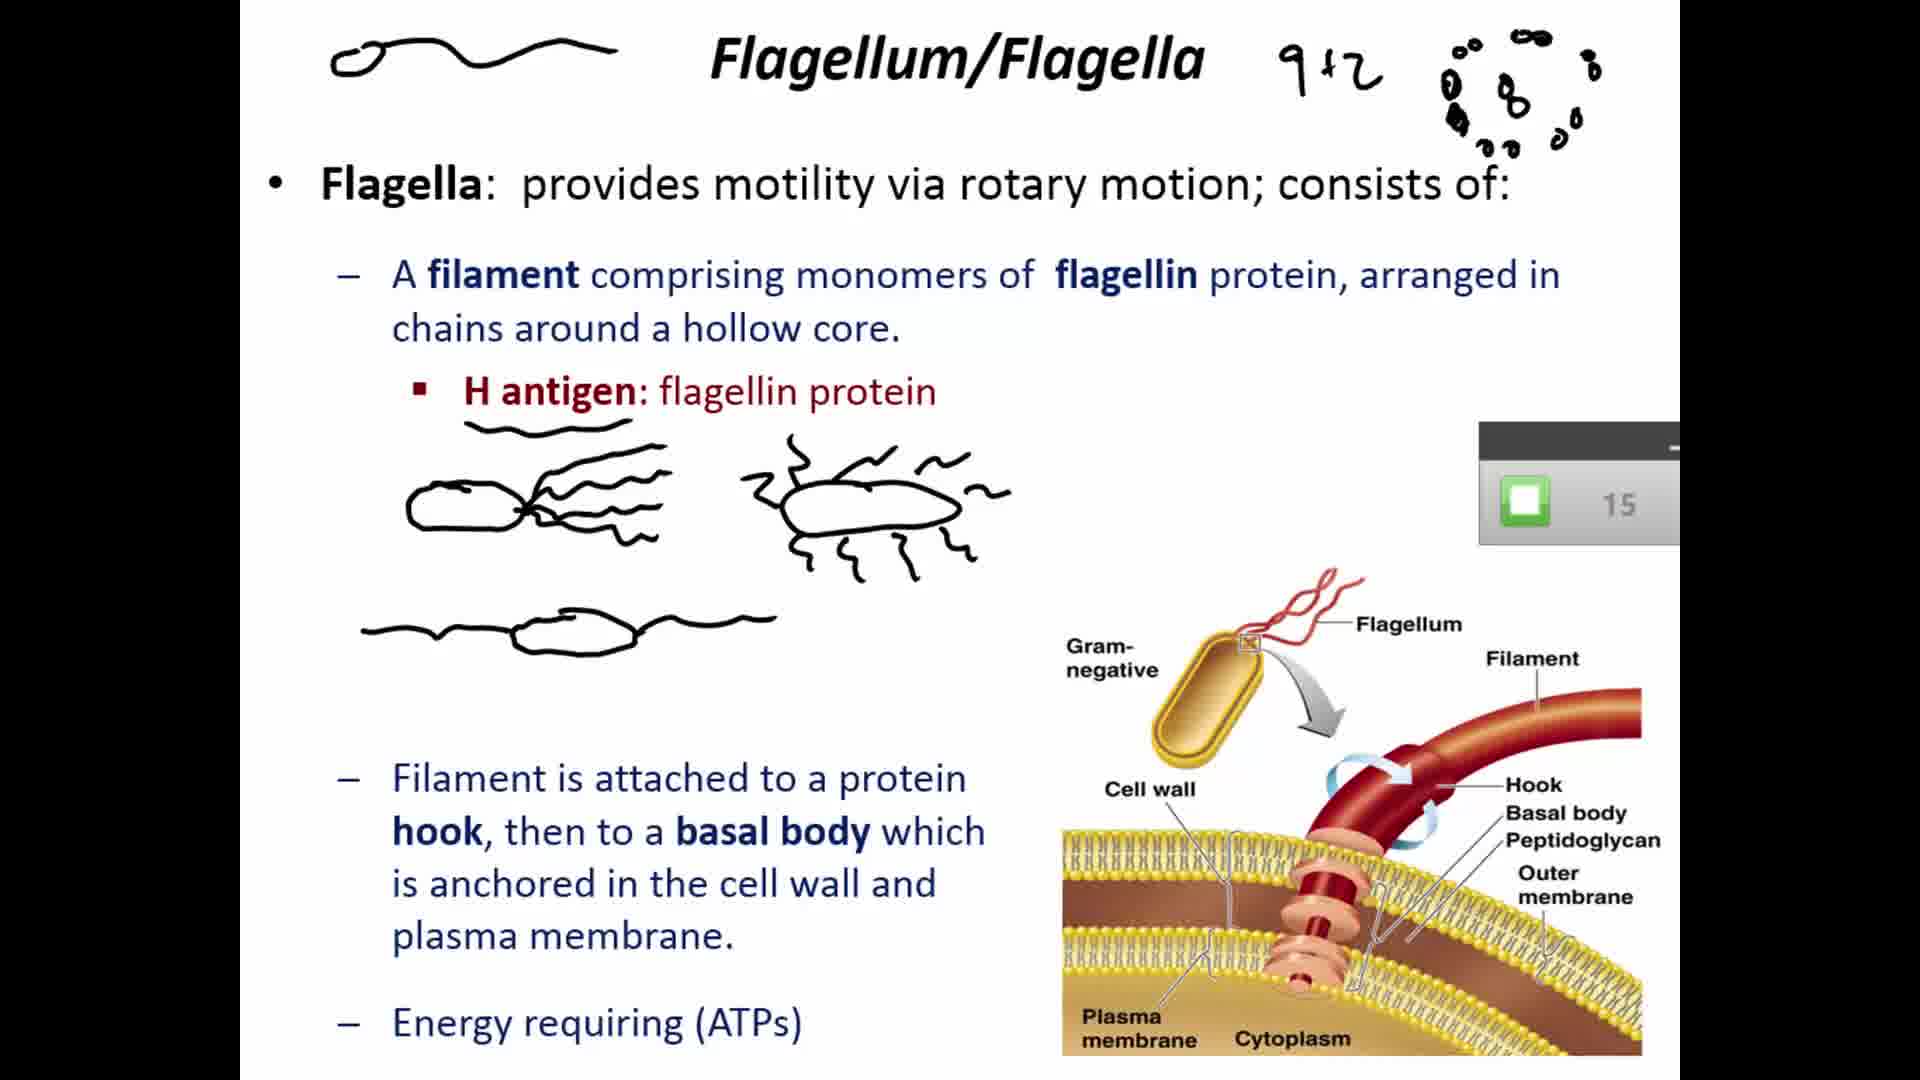 Flagellum/Flagella
9+2
• Flagella: provides motility via rotary motion; consists of:
– A filament comprising monomers of flagellin protein, arranged in
chains around a hollow core.
▪ H antigen: flagellin protein
15
Flagellum
Gram-
negative
Filament
Cell wall
Hook
Basal body
Peptidoglycan
Outer
membrane
Plasma
membrane
Cytoplasm
– Filament is attached to a protein
hook, then to a basal body which
is anchored in the cell wall and
plasma membrane.
– Energy requiring (ATPs)